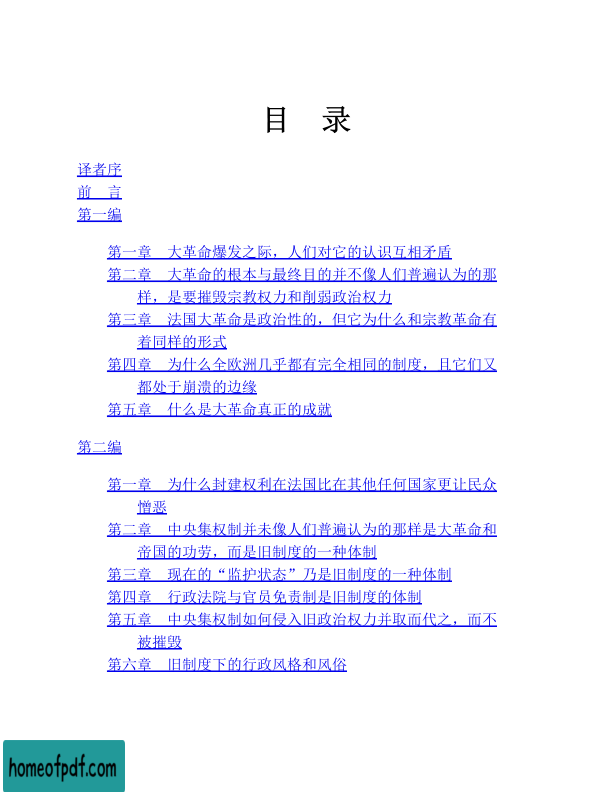 目　录
译者序
前　言
第一编
第一章　大革命爆发之际，人们对它的认识互相矛盾
第二章　大革命的根本与最终目的并不像人们普遍认为的那
样，是要摧毁宗教权力和削弱政治权力
第三章　法国大革命是政治性的，但它为什么和宗教革命有
着同样的形式
第四章　为什么全欧洲几乎都有完全相同的制度，且它们又
都处于崩溃的边缘
第五章　什么是大革命真正的成就
第二编
第一章　为什么封建权利在法国比在其他任何国家更让民众
憎恶
第二章　中央集权制并未像人们普遍认为的那样是大革命和
帝国的功劳，而是旧制度的一种体制
第三章　现在的“监护状态”乃是旧制度的一种体制
第四章　行政法院与官员免责制是旧制度的体制
第五章　中央集权制如何侵入旧政治权力并取而代之，而不
被摧毁
第六章　旧制度下的行政风格和风俗
homeofpdf.com